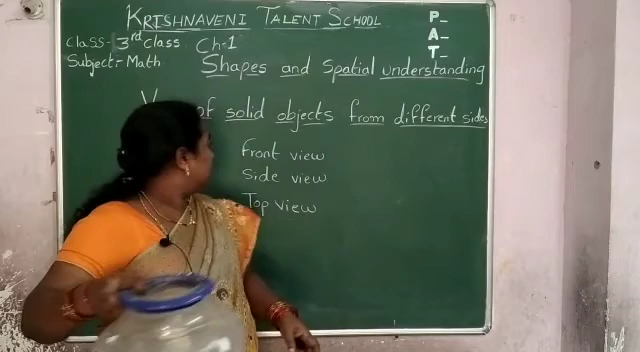 KRISHNAVENI TALENT SCHOOL
P-
A-
T-
Class- 3rd class Ch-1
Subject:- Math
Shapes and Spatial understanding
of solid objects from different sides
Front view
Side view
Top view